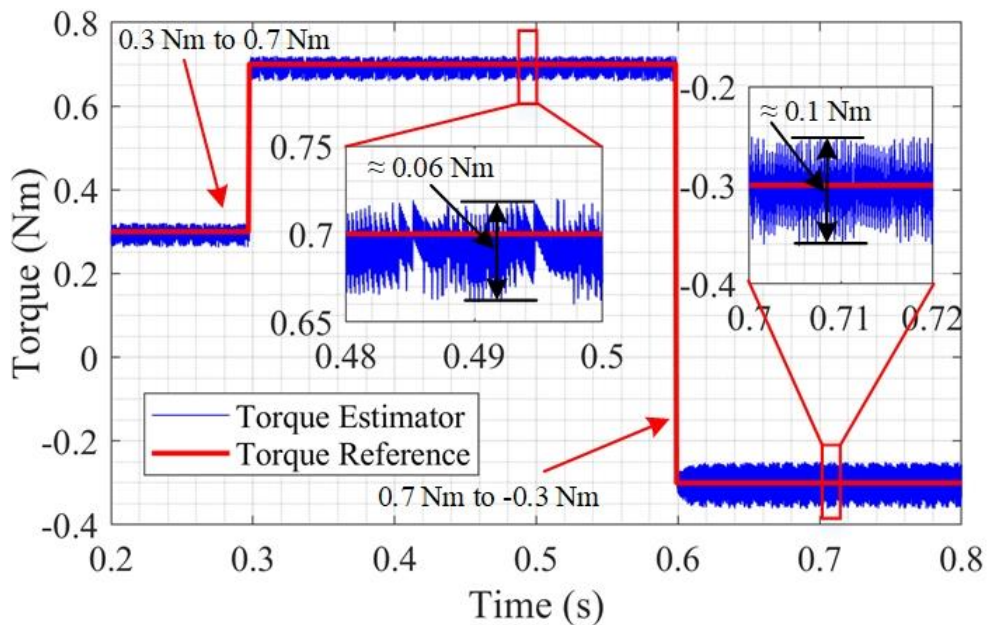 0.8
0.3 Nm to 0.7 Nm
0.6
0.4
0.2
0
-0.2
-0.4
Torque (Nm)
0.75
0.7
0.65
≈ 0.06 Nm
0.48 0.49 0.5
-0.2
-0.3
-0.4
≈ 0.1 Nm
0.7 0.71 0.72
Torque Estimator
Torque Reference
0.7 Nm to -0.3 Nm
0.2 0.3 0.4 0.5 0.6 0.7 0.8
Time (s)